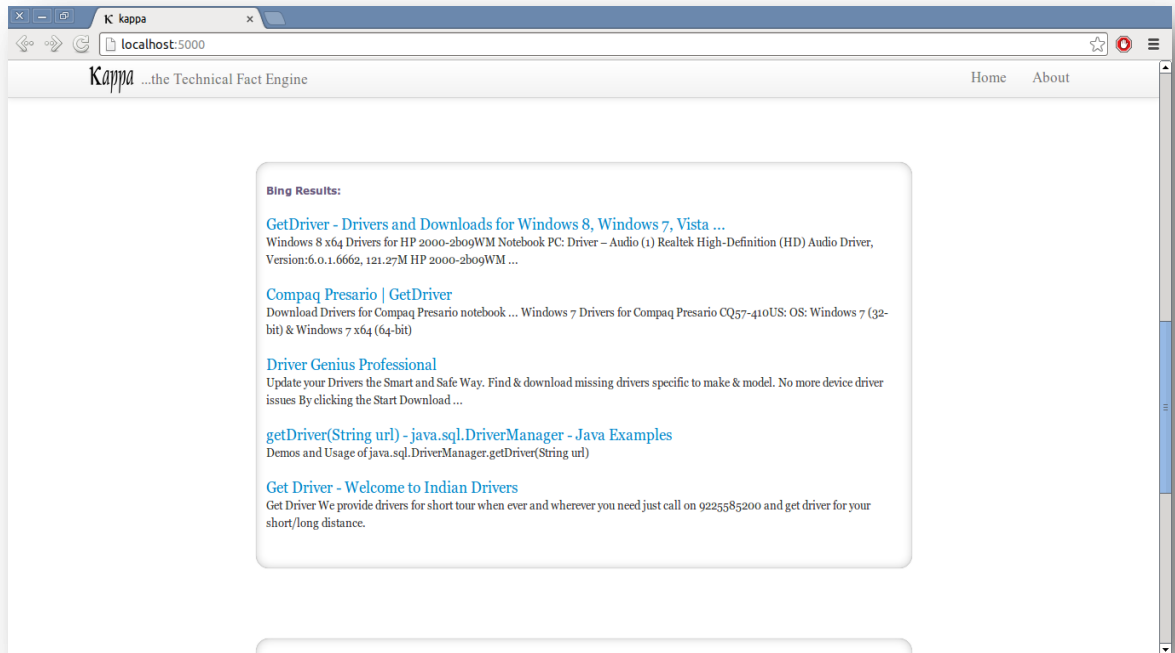 kappa
localhost:5000
Kappa ...the Technical Fact Engine
Home About
Bing Results:
GetDriver - Drivers and Downloads for Windows 8, Windows 7, Vista ...
Windows 8 x64 Drivers for HP 2000-2b09WM Notebook PC: Driver – Audio (1) Realtek High-Definition (HD) Audio Driver,
Version:6.0.1.6662, 121.27M HP 2000-2b09WM ...
Compaq Presario | GetDriver
Download Drivers for Compaq Presario notebook ... Windows 7 Drivers for Compaq Presario CQ57-410US: OS: Windows 7 (32-
bit) & Windows 7 x64 (64-bit)
Driver Genius Professional
Update your Drivers the Smart and Safe Way. Find & download missing drivers specific to make & model. No more device driver
issues By clicking the Start Download ...
getDriver(String url) - java.sql.DriverManager - Java Examples
Demos and Usage of java.sql.DriverManager.getDriver(String url)
Get Driver - Welcome to Indian Drivers
Get Driver We provide drivers for short tour when ever and wherever you need just call on 9225585200 and get driver for your
short/long distance.